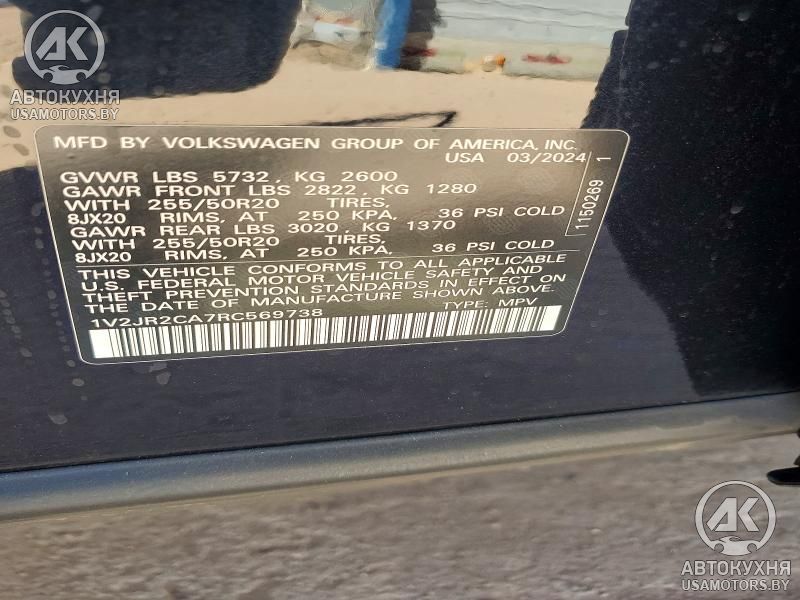 AK
АВТОКУХНЯ
USAMOTORS.BY
MFD BY VOLKSWAGEN GROUP OF AMERICA, INC.
USA 03/2024
GVWR LBS 5732, KG 2600
GAWR FRONT LBS 2822, KG 1280
WITH 255/50R20 TIRES,
8JX20 RIMS, AT 250 KPA, 36 PSI COLD
GAWR REAR LBS 3020, KG 1370
WITH 255/50R20 TIRES,
8JX20 RIMS, AT 250 KPA, 36 PSI COLD
THIS VEHICLE CONFORMS TO ALL APPLICABLE
U.S. FEDERAL MOTOR VEHICLE SAFETY AND
THEFT PREVENTION STANDARDS IN EFFECT ON
THE DATE OF MANUFACTURE SHOWN ABOVE.
1V2JR2CA7RC569738 TYPE: MPV
1150269 1
AK
АВТОКУХНЯ
USAMOTORS.BY